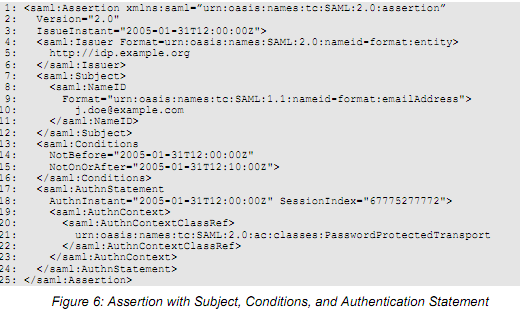 1: <saml:Assertion xmlns:saml="urn:oasis:names:tc:SAML:2.0:assertion"
2: Version="2.0"
3: IssueInstant="2005-01-31T12:00:00Z">
4: <saml:Issuer Format=urn:oasis:names:SAML:2.0:nameid-format:entity>
5: http://idp.example.org
6: </saml:Issuer>
7: <saml:Subject>
8: <saml:NameID
9: Format="urn:oasis:names:tc:SAML:1.1:nameid-format:emailAddress">
10: j.doe@example.com
11: </saml:NameID>
12: </saml:Subject>
13: <saml:Conditions
14: NotBefore="2005-01-31T12:00:00Z"
15: NotOnOrAfter="2005-01-31T12:10:00Z">
16: </saml:Conditions>
17: <saml:AuthnStatement
18: AuthnInstant="2005-01-31T12:00:00Z" SessionIndex="67775277772">
19: <saml:AuthnContext>
20: <saml:AuthnContextClassRef>
21: urn:oasis:names:tc:SAML:2.0:ac:classes:PasswordProtectedTransport
22: </saml:AuthnContextClassRef>
23: </saml:AuthnContext>
24: </saml:AuthnStatement>
25: </saml:Assertion>
Figure 6: Assertion with Subject, Conditions, and Authentication Statement